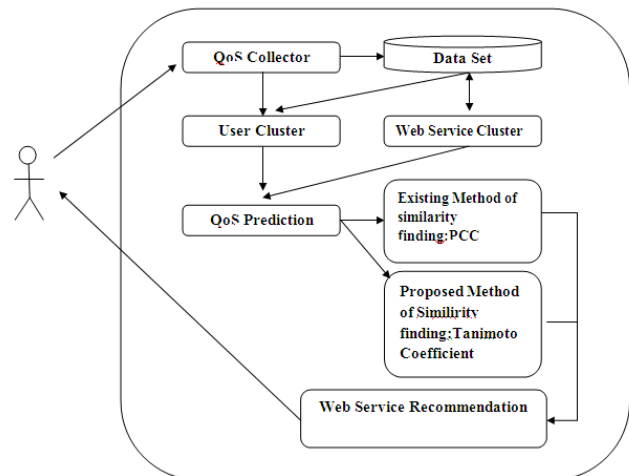 QoS Collector
Data Set
User Cluster
Web Service Cluster
QoS Prediction
Existing Method of
similarity
finding:PCC
Proposed Method
of Similirity
finding;Tanimoto
Coefficient
Web Service Recommendation